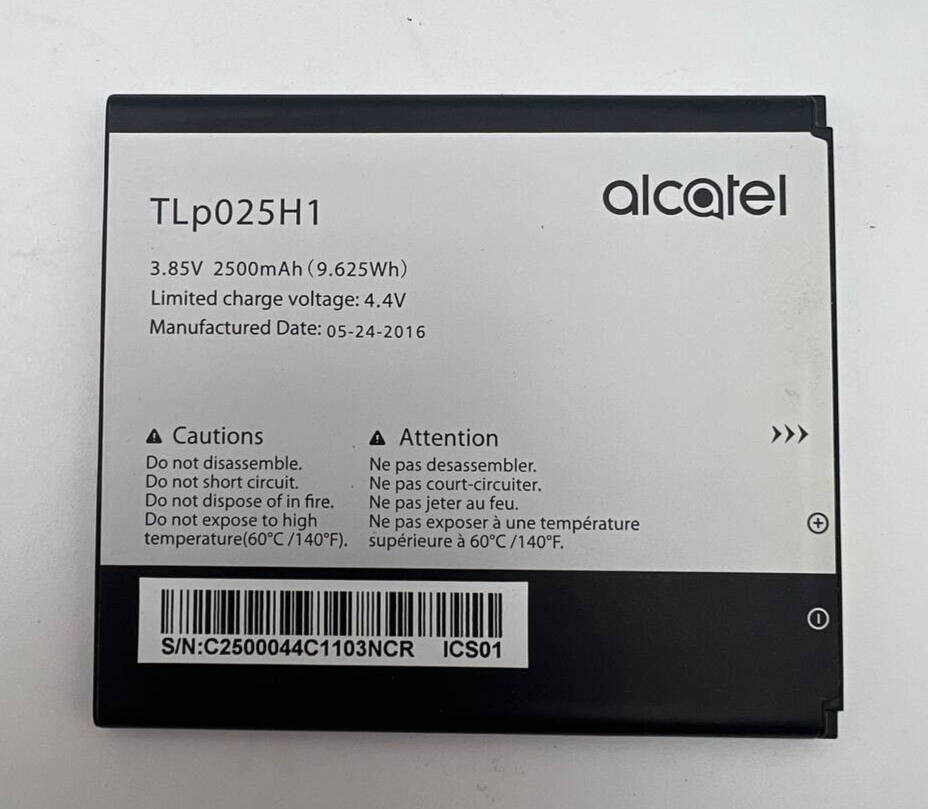 alcatel
TLp025H1
3.85V 2500mAh (9.625Wh)
Limited charge voltage: 4.4V
Manufactured Date: 05-24-2016
Cautions
Do not disassemble.
Do not short circuit.
Do not dispose of in fire.
Do not expose to high
temperature(60°C /140°F).
Attention
Ne pas desassembler.
Ne pas court-circuiter.
Ne pas jeter au feu.
Ne pas exposer à une température
supérieure à 60°C /140°F.
S/N:C2500044C1103NCR ICS01